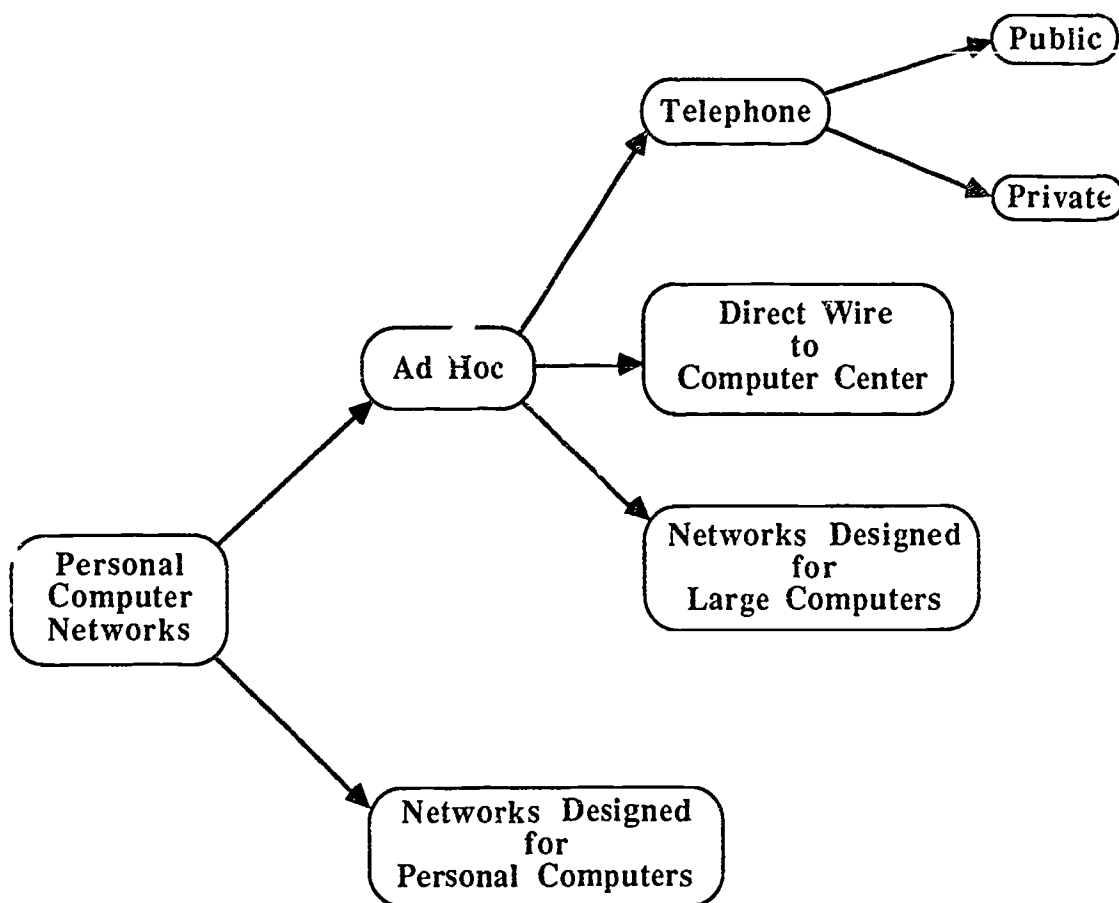 Public
Telephone
Private
Direct Wire
to
Computer Center
Ad Hoc
Networks Designed
for
Large Computers
Personal
Computer
Networks
Networks Designed
for
Personal Computers